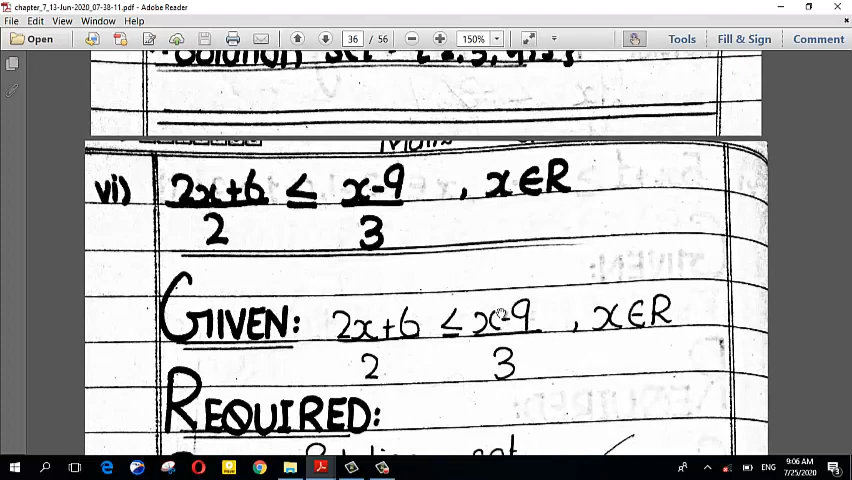 chapter_7_13-Jun-2020_07-38-11.pdf - Adobe Reader
File Edit View Window Help
Open 36 / 56 150% Tools Fill & Sign Comment
Solution Set =
vi) 2x+6/2 ≤ x-9/3 , x∈R
GIVEN: 2x+6/2 ≤ x-9/3 , x∈R
REQUIRED:
ENG 9:06 AM
7/25/2020